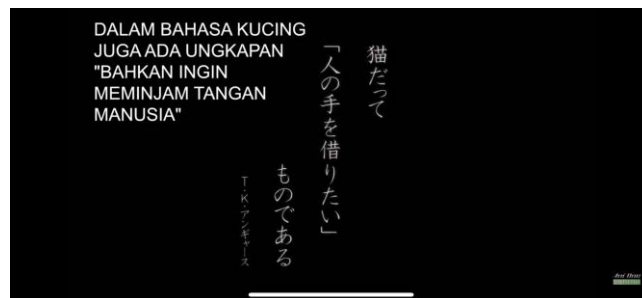 DALAM BAHASA KUCING
JUGA ADA UNGKAPAN
"BAHKAN INGIN
MEMINJAM TANGAN
MANUSIA"
猫だって
「人の手を借りたい」
ものである
T・K・アンギャース